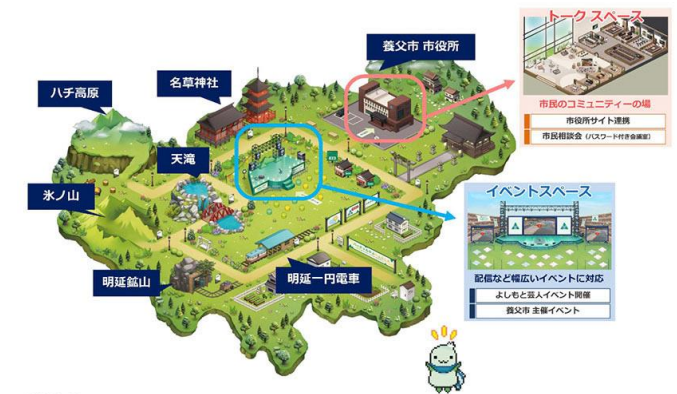 トーク スペース
養父市 市役所
名草神社
ハチ高原
市民のコミュニティーの場
市役所サイト連携
市民相談会（パスワード付き会議室）
天滝
氷ノ山
イベントスペース
明延鉱山
明延一円電車
配信など幅広いイベントに対応
よしもと芸人イベント開催
養父市 主催イベント